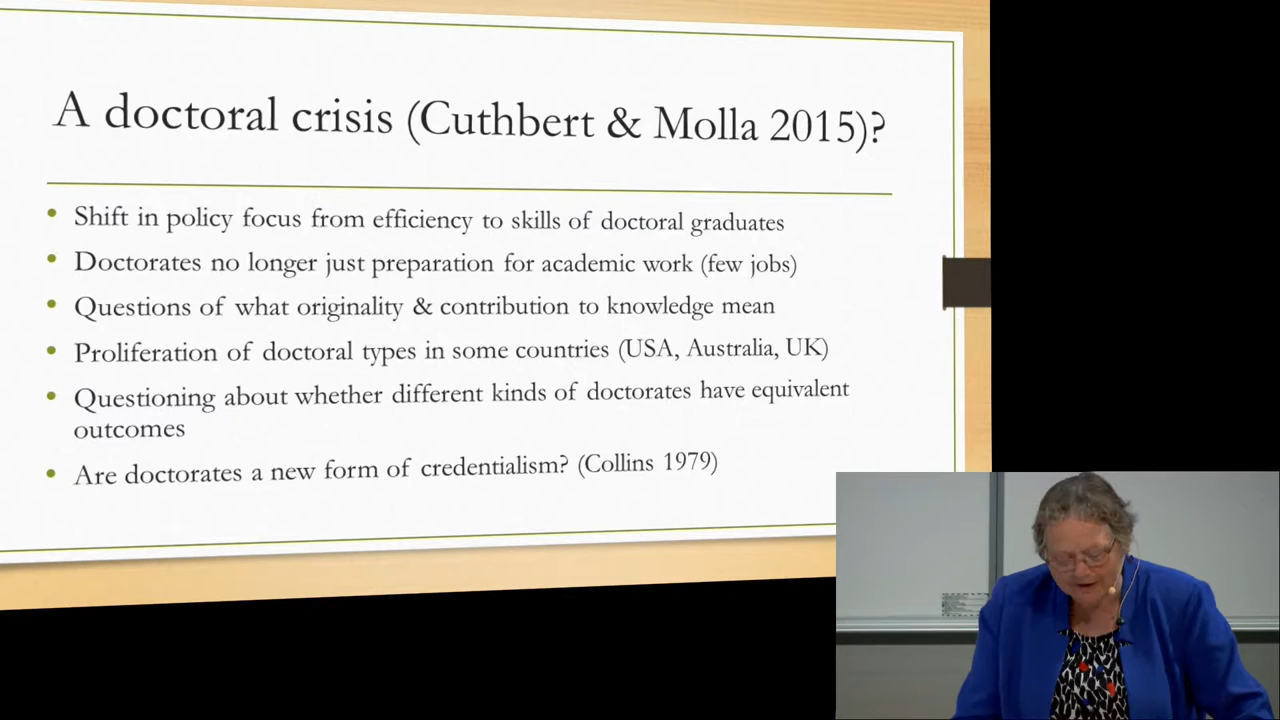 A doctoral crisis (Cuthbert & Molla 2015)?
• Shift in policy focus from efficiency to skills of doctoral graduates
• Doctorates no longer just preparation for academic work (few jobs)
• Questions of what originality & contribution to knowledge mean
• Proliferation of doctoral types in some countries (USA, Australia, UK)
• Questioning about whether different kinds of doctorates have equivalent
outcomes
• Are doctorates a new form of credentialism? (Collins 1979)